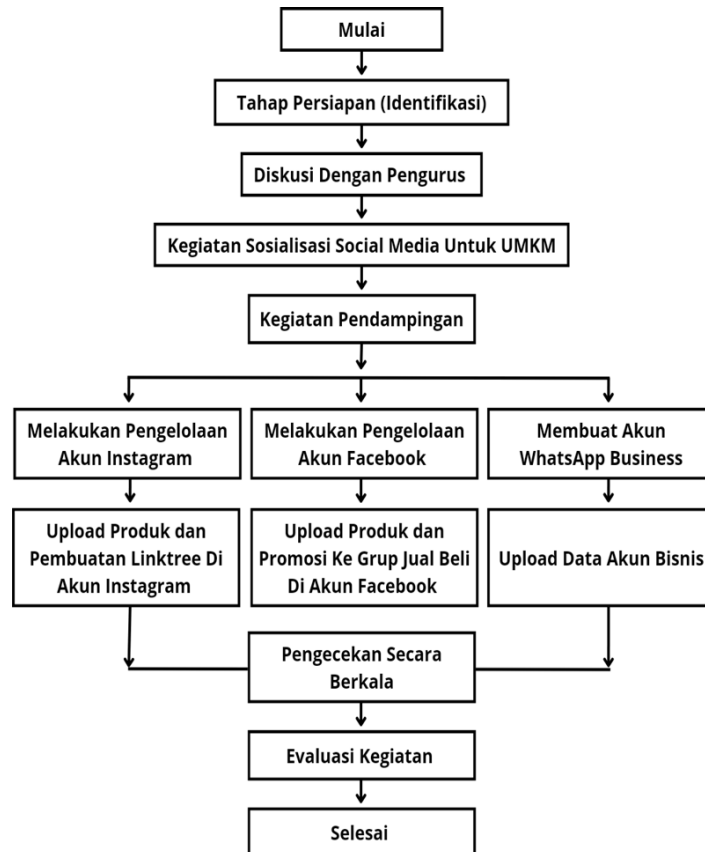 Mulai
Tahap Persiapan (Identifikasi)
Diskusi Dengan Pengurus
Kegiatan Sosialisasi Social Media Untuk UMKM
Kegiatan Pendampingan
Melakukan Pengelolaan
Akun Instagram
Melakukan Pengelolaan
Akun Facebook
Membuat Akun
WhatsApp Business
Upload Produk dan
Pembuatan Linktree Di
Akun Instagram
Upload Produk dan
Promosi Ke Grup Jual Beli
Di Akun Facebook
Upload Data Akun Bisnis
Pengecekan Secara
Berkala
Evaluasi Kegiatan
Selesai